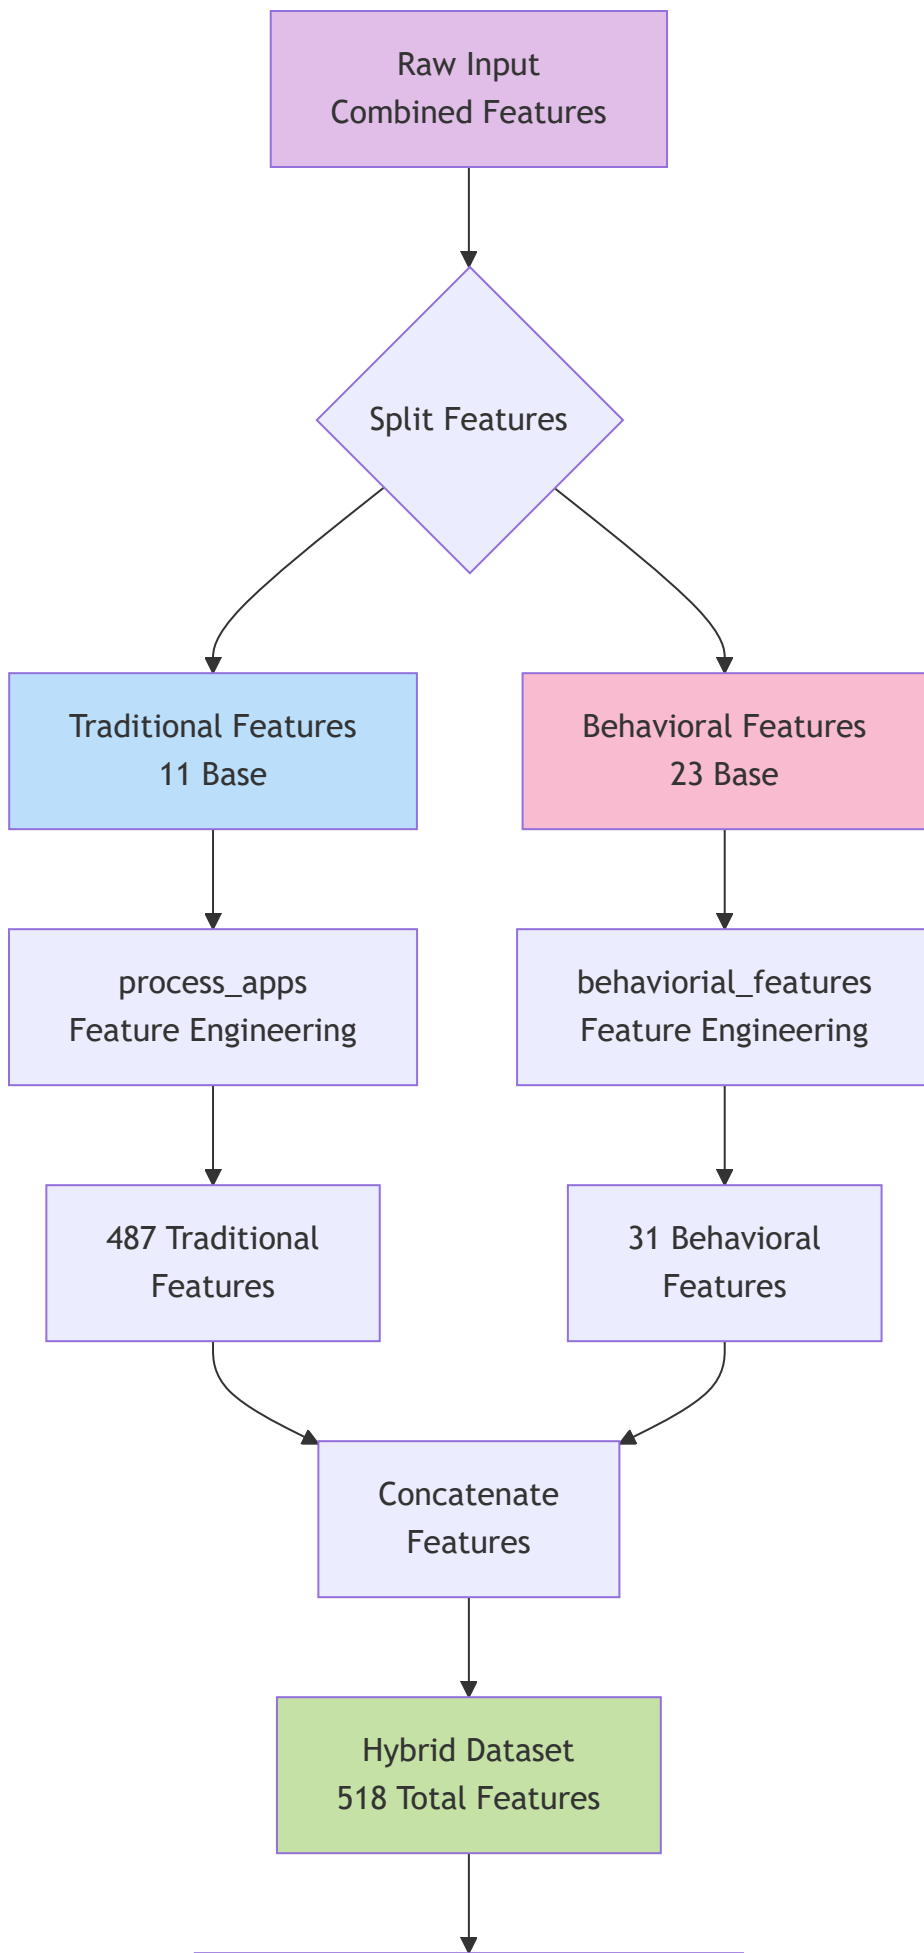 Raw Input
Combined Features
Split Features
Traditional Features
11 Base
Behavioral Features
23 Base
process_apps
Feature Engineering
behaviorial_features
Feature Engineering
487 Traditional
Features
31 Behavioral
Features
Concatenate
Features
Hybrid Dataset
518 Total Features